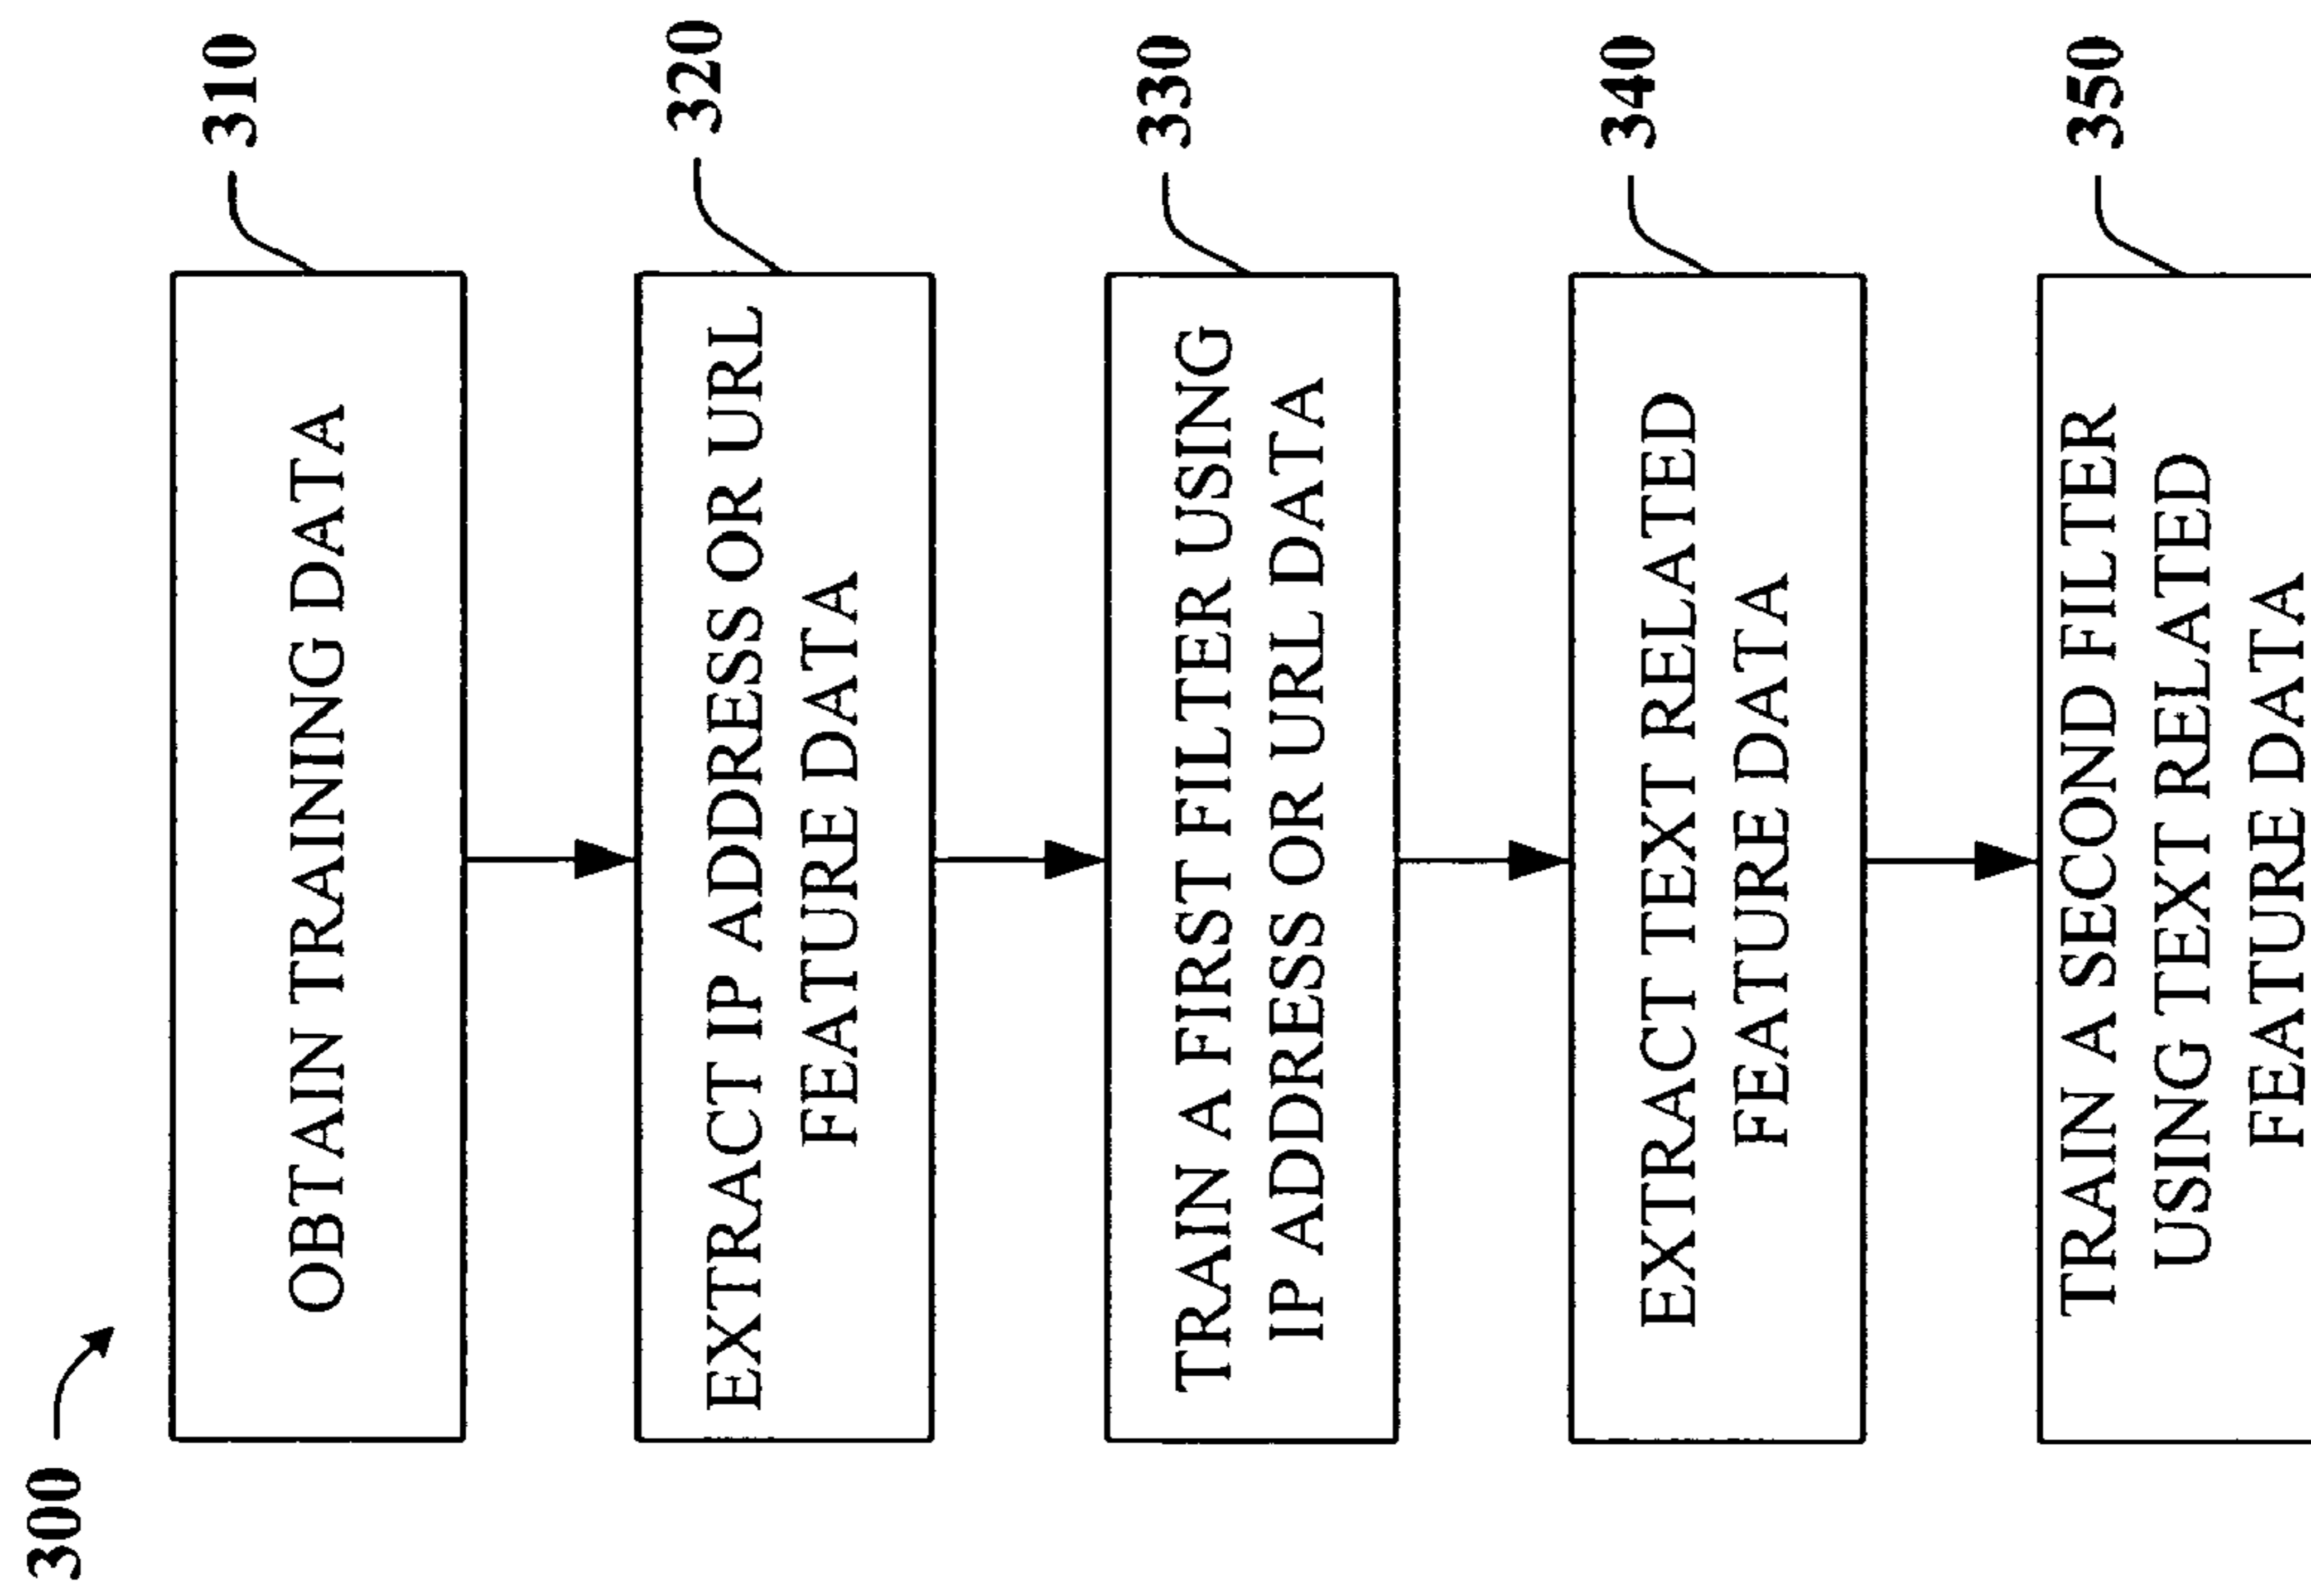 300
310
OBTAIN TRAINING DATA
320
EXTRACT IP ADDRESS OR URL
FEATURE DATA
330
TRAIN A FIRST FILTER USING
IP ADDRESS OR URL DATA
340
EXTRACT TEXT RELATED
FEATURE DATA
350
TRAIN A SECOND FILTER
USING TEXT RELATED
FEATURE DATA